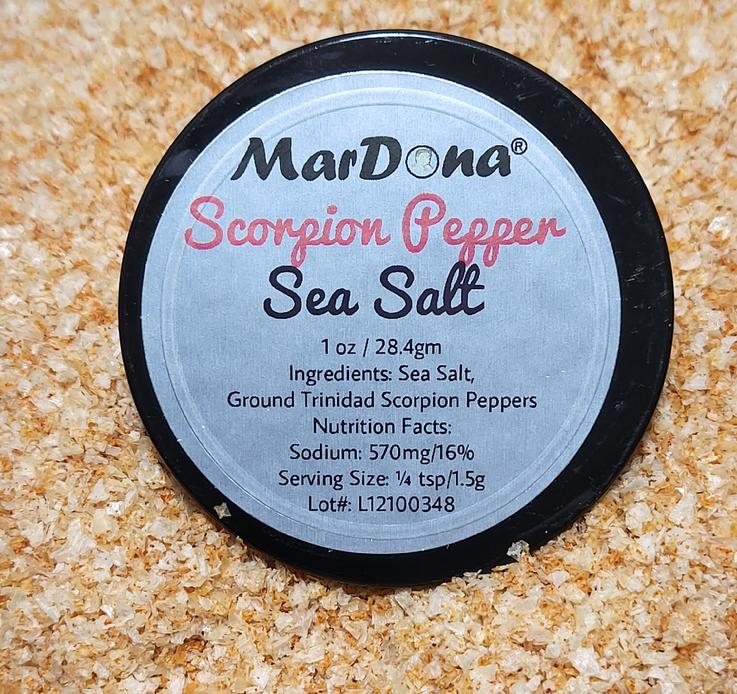 MarDona®
Scorpion Pepper
Sea Salt
1 oz / 28.4gm
Ingredients: Sea Salt,
Ground Trinidad Scorpion Peppers
Nutrition Facts:
Sodium: 570mg/16%
Serving Size: ¼ tsp/1.5g
Lot#: L12100348